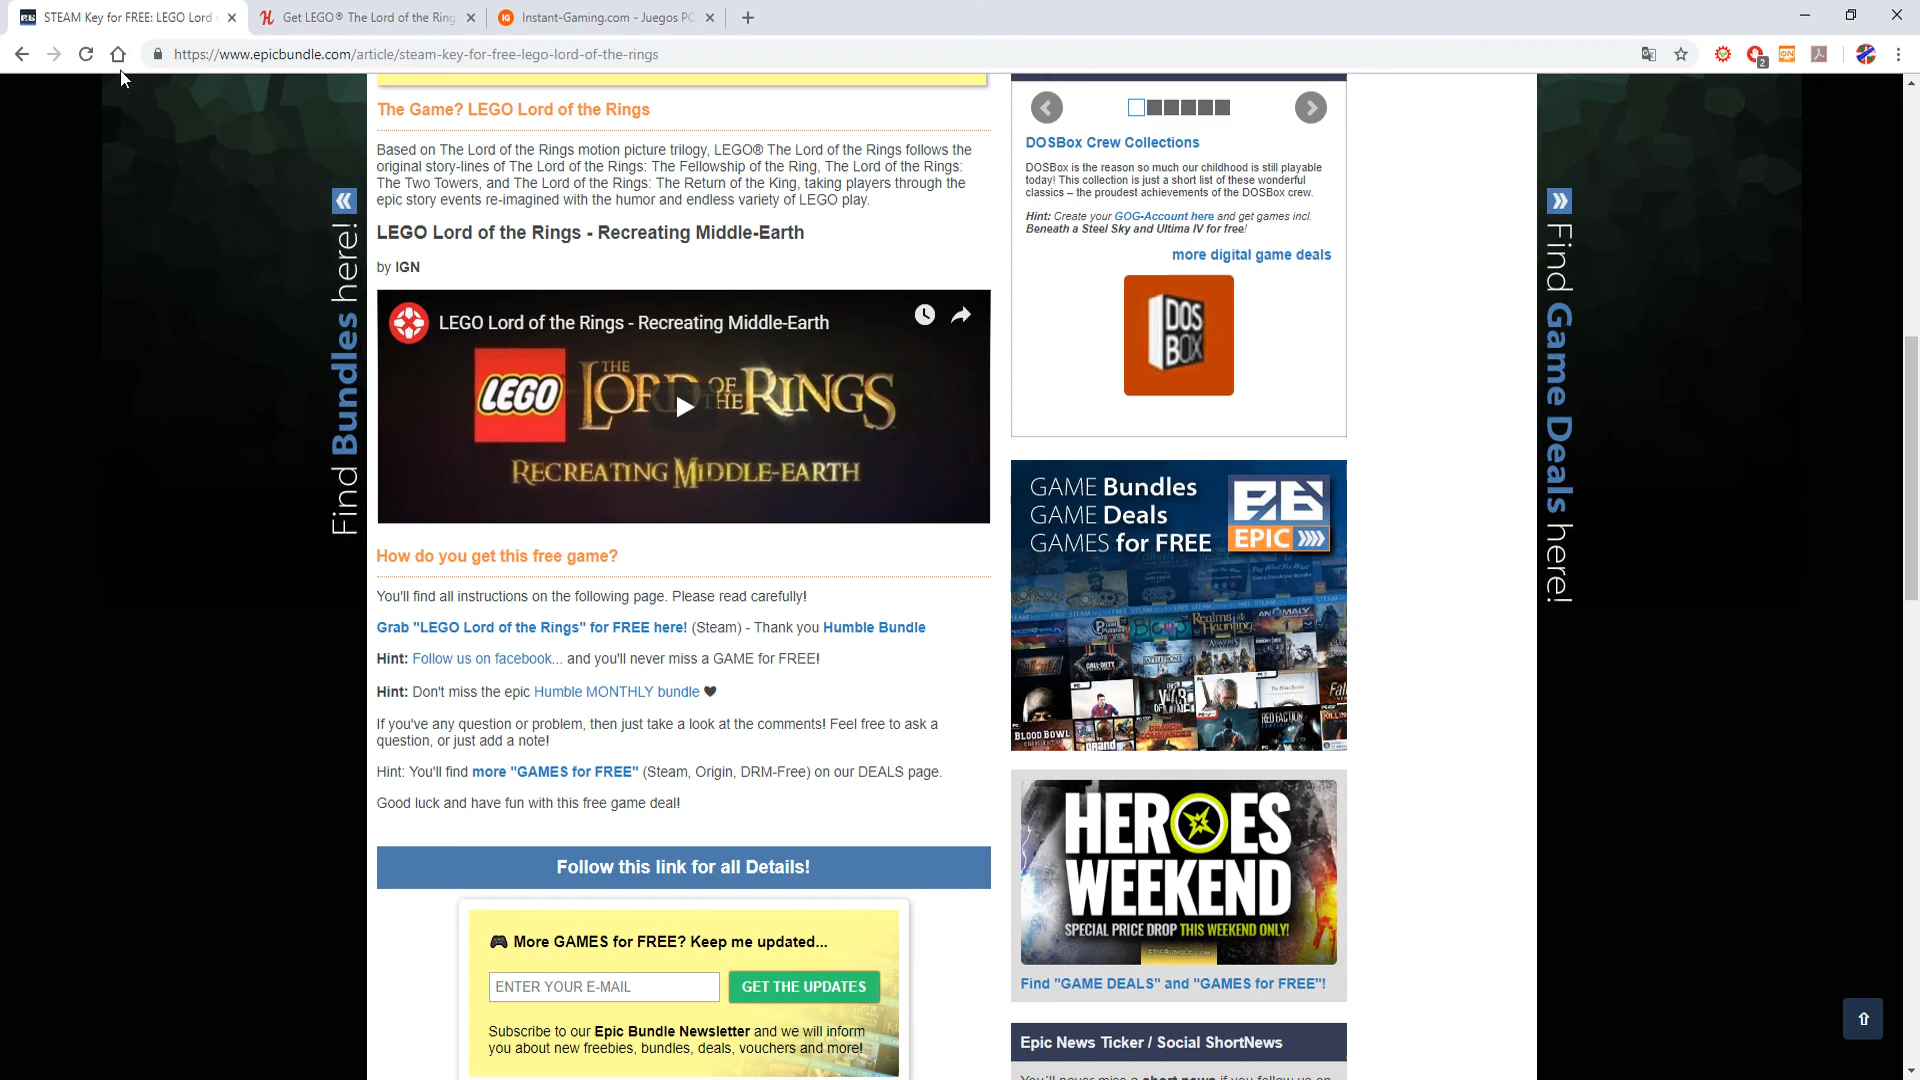 STEAM Key for FREE: LEGO Lord
Get LEGO® The Lord of the Ring
Instant-Gaming.com - Juegos PC
https://www.epicbundle.com/article/steam-key-for-free-lego-lord-of-the-rings
2
The Game? LEGO Lord of the Rings
Based on The Lord of the Rings motion picture trilogy, LEGO® The Lord of the Rings follows the
original story-lines of The Lord of the Rings: The Fellowship of the Ring, The Lord of the Rings:
The Two Towers, and The Lord of the Rings: The Return of the King, taking players through the
epic story events re-imagined with the humor and endless variety of LEGO play.
LEGO Lord of the Rings - Recreating Middle-Earth
by IGN
LEGO Lord of the Rings - Recreating Middle-Earth
LEGO THE LORD OF THE RINGS
RECREATING MIDDLE-EARTH
How do you get this free game?
You'll find all instructions on the following page. Please read carefully!
Grab "LEGO Lord of the Rings" for FREE here! (Steam) - Thank you Humble Bundle
Hint: Follow us on facebook... and you'll never miss a GAME for FREE!
Hint: Don't miss the epic Humble MONTHLY bundle ♥
If you've any question or problem, then just take a look at the comments! Feel free to ask a
question, or just add a note!
Hint: You'll find more "GAMES for FREE" (Steam, Origin, DRM-Free) on our DEALS page.
Good luck and have fun with this free game deal!
Follow this link for all Details!
More GAMES for FREE? Keep me updated...
ENTER YOUR E-MAIL
GET THE UPDATES
Subscribe to our Epic Bundle Newsletter and we will inform
you about new freebies, bundles, deals, vouchers and more!
Find Bundles here!
DOSBox Crew Collections
DOSBox is the reason so much our childhood is still playable
today! This collection is just a short list of these wonderful
classics – the proudest achievements of the DOSBox crew.
Hint: Create your GOG-Account here and get games incl.
Beneath a Steel Sky and Ultima IV for free!
more digital game deals
DOS
BOX
GAME Bundles
GAME Deals
GAMES for FREE
EPIC
ANOMALY
CALL·DUTY
BATTLEFRONT
BLOOD BOWL
RED FACTION
HEROES
WEEKEND
SPECIAL PRICE DROP THIS WEEKEND ONLY!
EPICBUNDLE.COM
Find "GAME DEALS" and "GAMES for FREE"!
Epic News Ticker / Social ShortNews
Find Game Deals here!